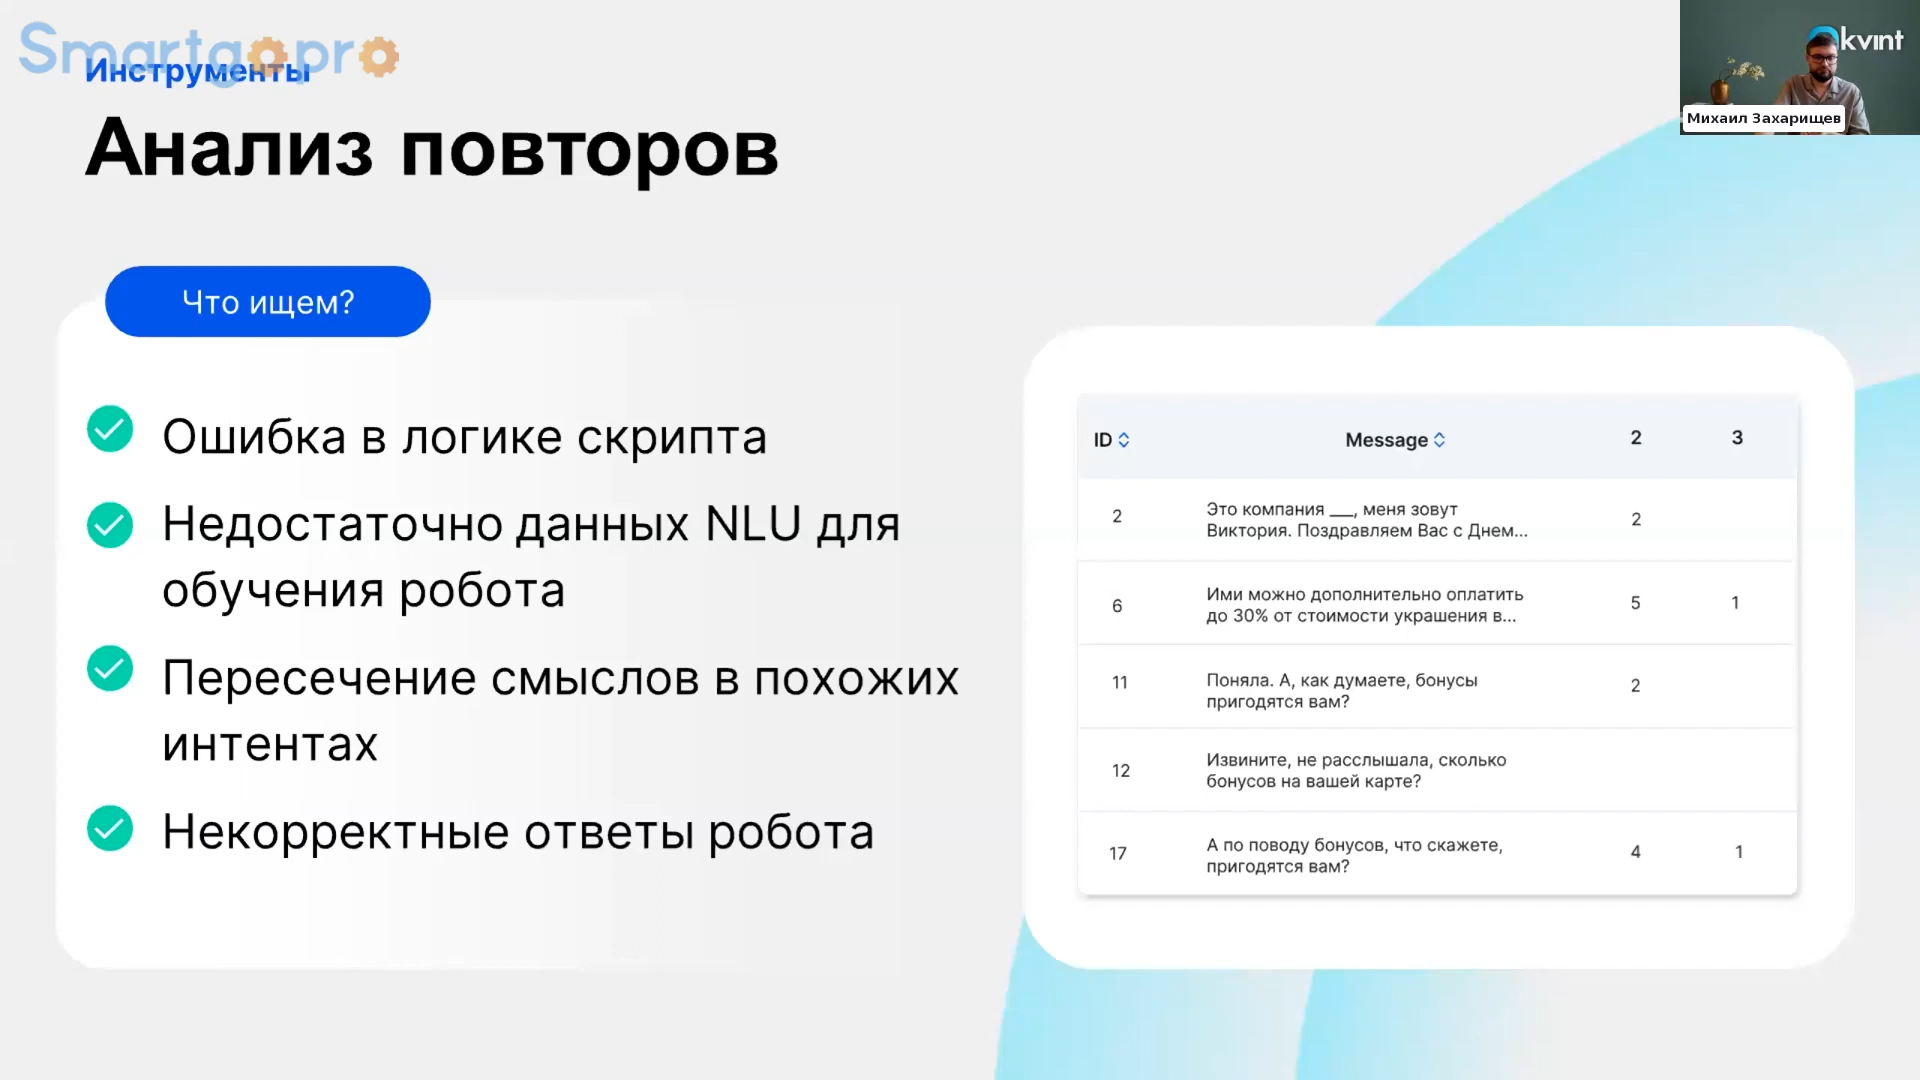 Smartgopro
Инструменты
Анализ повторов
kvint
Михаил Захарищев
Что ищем?
Ошибка в логике скрипта
Недостаточно данных NLU для
обучения робота
Пересечение смыслов в похожих
интентах
Некорректные ответы робота
ID Message 2 3
2 Это компания ___, меня зовут
Виктория. Поздравляем Вас с Днем... 2
6 Ими можно дополнительно оплатить
до 30% от стоимости украшения в... 5 1
11 Поняла. А, как думаете, бонусы
пригодятся вам? 2
12 Извините, не расслышала, сколько
бонусов на вашей карте?
17 А по поводу бонусов, что скажете,
пригодятся вам? 4 1